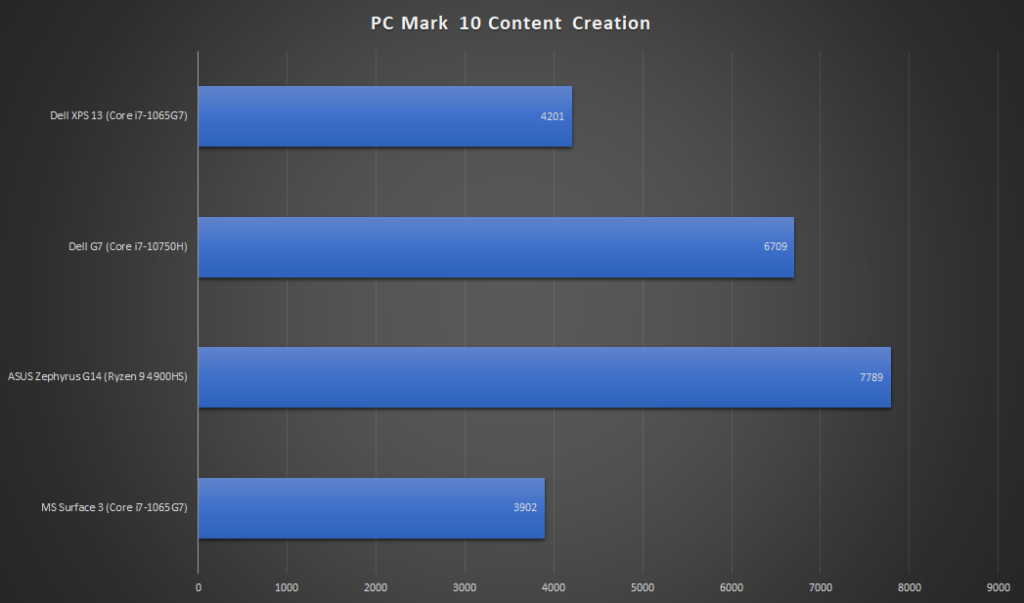 PC Mark 10 Content Creation
Dell XPS 13 (Core i7-1065G7)
4201
Dell G7 (Core i7-10750H)
6709
ASUS Zephyrus G14 (Ryzen 9 4900HS)
7789
MS Surface 3 (Core i7-1065G7)
3902
0 1000 2000 3000 4000 5000 6000 7000 8000 9000